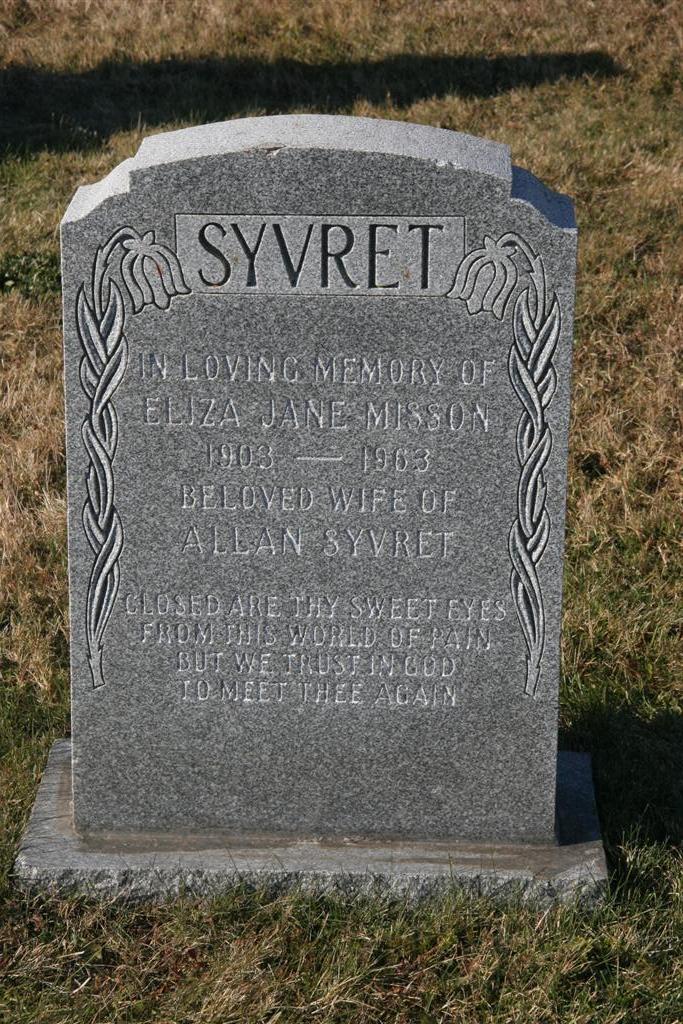 SYVRET
IN LOVING MEMORY OF
ELIZA JANE MISSON
1903 — 1963
BELOVED WIFE OF
ALLAN SYVRET
CLOSED ARE THY SWEET EYES
FROM THIS WORLD OF PAIN
BUT WE TRUST IN GOD
TO MEET THEE AGAIN